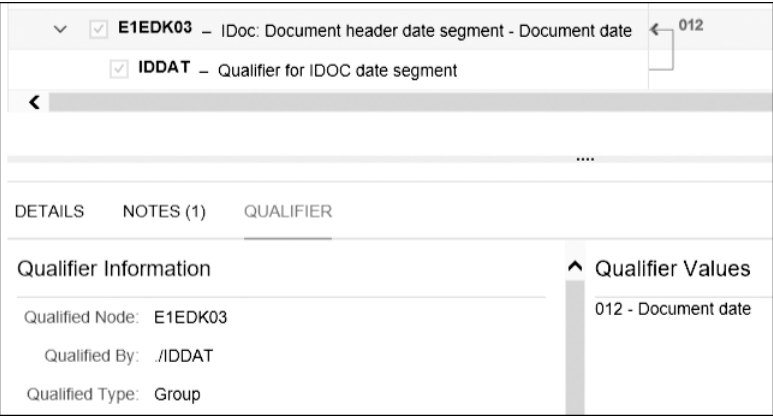 E1EDK03 – IDoc: Document header date segment - Document date 012
IDDAT – Qualifier for IDOC date segment
DETAILS NOTES (1) QUALIFIER
Qualifier Information
Qualified Node: E1EDK03
Qualified By: ./IDDAT
Qualified Type: Group
Qualifier Values
012 - Document date